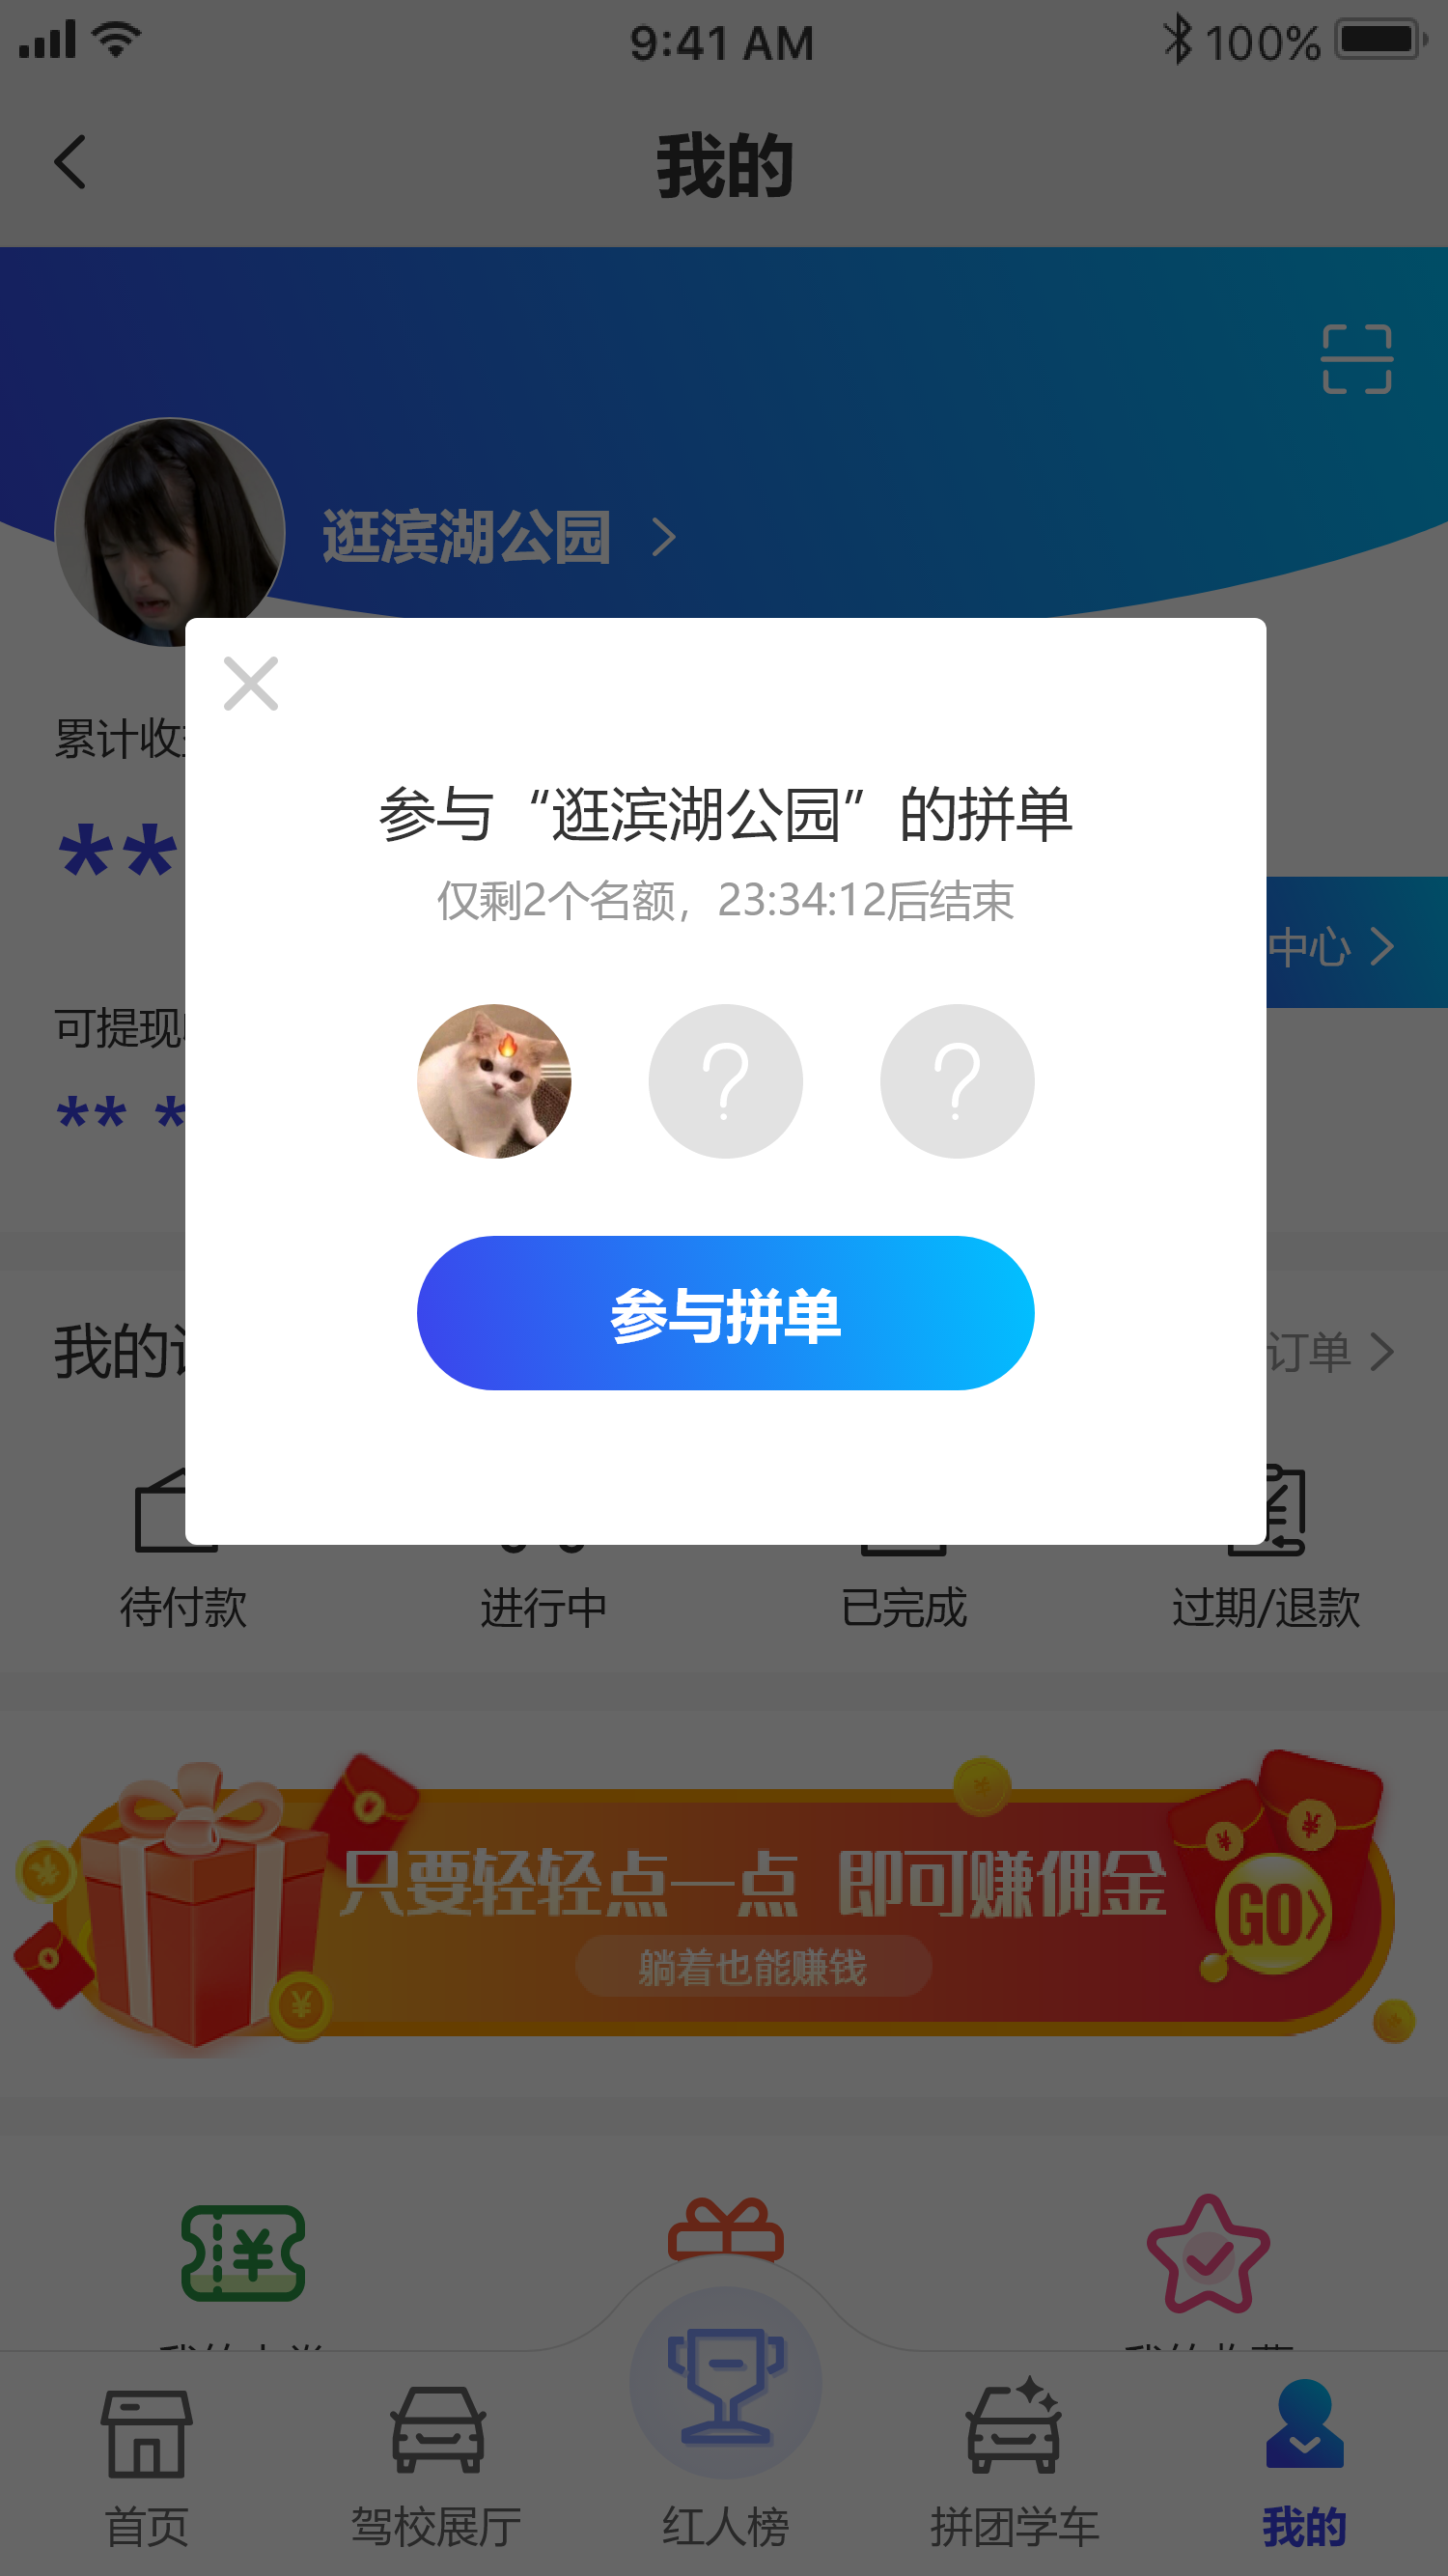 9:41 AM
100%
我的
逛滨湖公园
累计收
**
参与“逛滨湖公园”的拼单
仅剩2个名额，23:34:12后结束
中心
可提现
** *
? ?
参与拼单
我的
订单
待付款
进行中
已完成
过期/退款
只要轻轻点一点 即可赚佣金
GO
躺着也能赚钱
¥
首页
驾校展厅
红人榜
拼团学车
我的